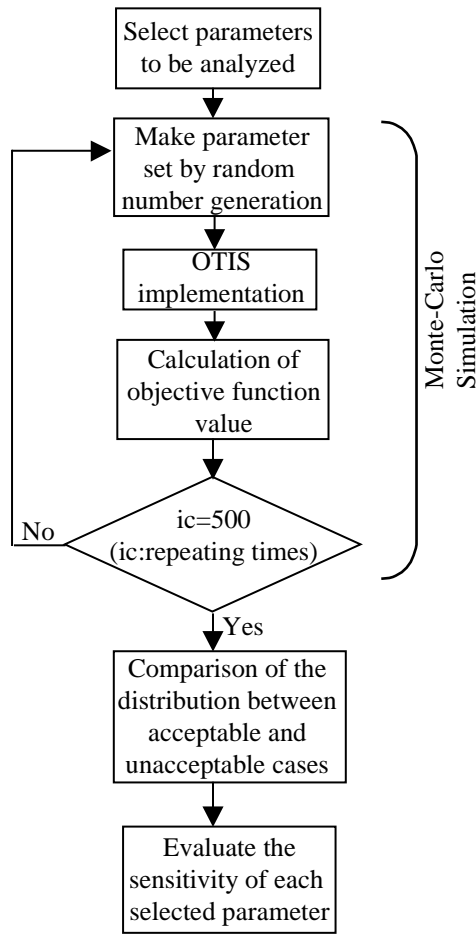 Select parameters
to be analyzed
Make parameter
set by random
number generation
OTIS
implementation
Calculation of
objective function
value
ic=500
(ic:repeating times)
No
Yes
Comparison of the
distribution between
acceptable and
unacceptable cases
Evaluate the
sensitivity of each
selected parameter
Monte-Carlo
Simulation